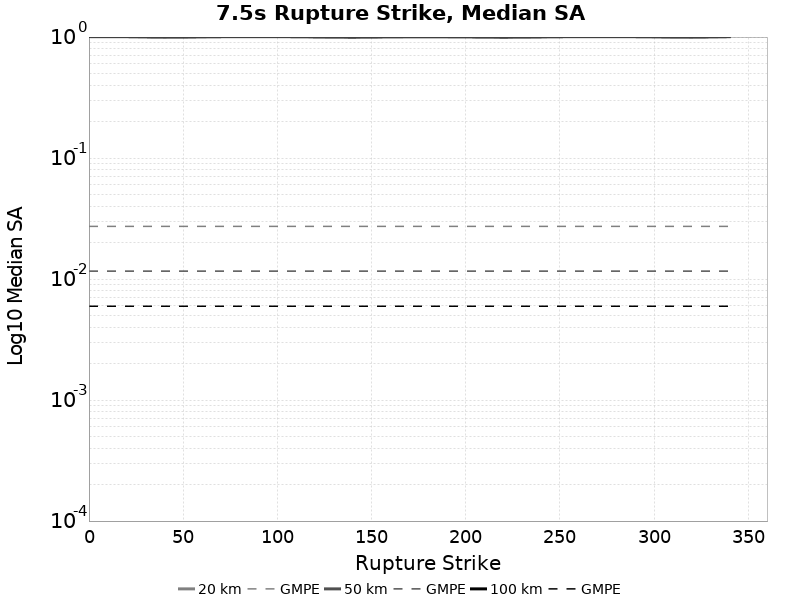 7.5s Rupture Strike, Median SA
10^0
10^-1
10^-2
10^-3
10^-4
Log10 Median SA
0 50 100 150 200 250 300 350
Rupture Strike
20 km GMPE 50 km GMPE 100 km GMPE